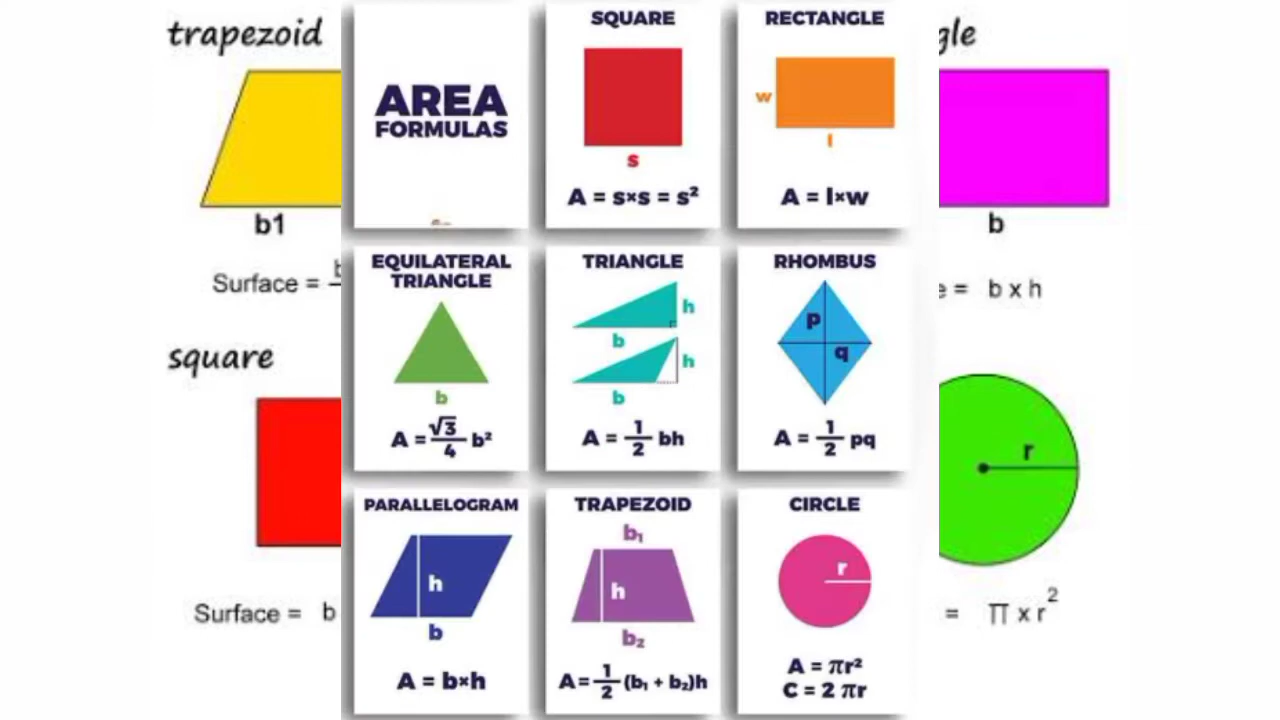 trapezoid
b1
Surface =
square
Surface = b
AREA
FORMULAS
SQUARE
s
A = s×s = s²
RECTANGLE
w
l
A = l×w
EQUILATERAL
TRIANGLE
b
A = √3/4 b²
TRIANGLE
h
b
h
b
A = 1/2 bh
RHOMBUS
p
q
A = 1/2 pq
PARALLELOGRAM
h
b
A = b×h
TRAPEZOID
b₁
h
b₂
A = 1/2 (b₁ + b₂)h
CIRCLE
r
A = πr²
C = 2 πr
gle
b
e = b x h
r
= ∏ x r²